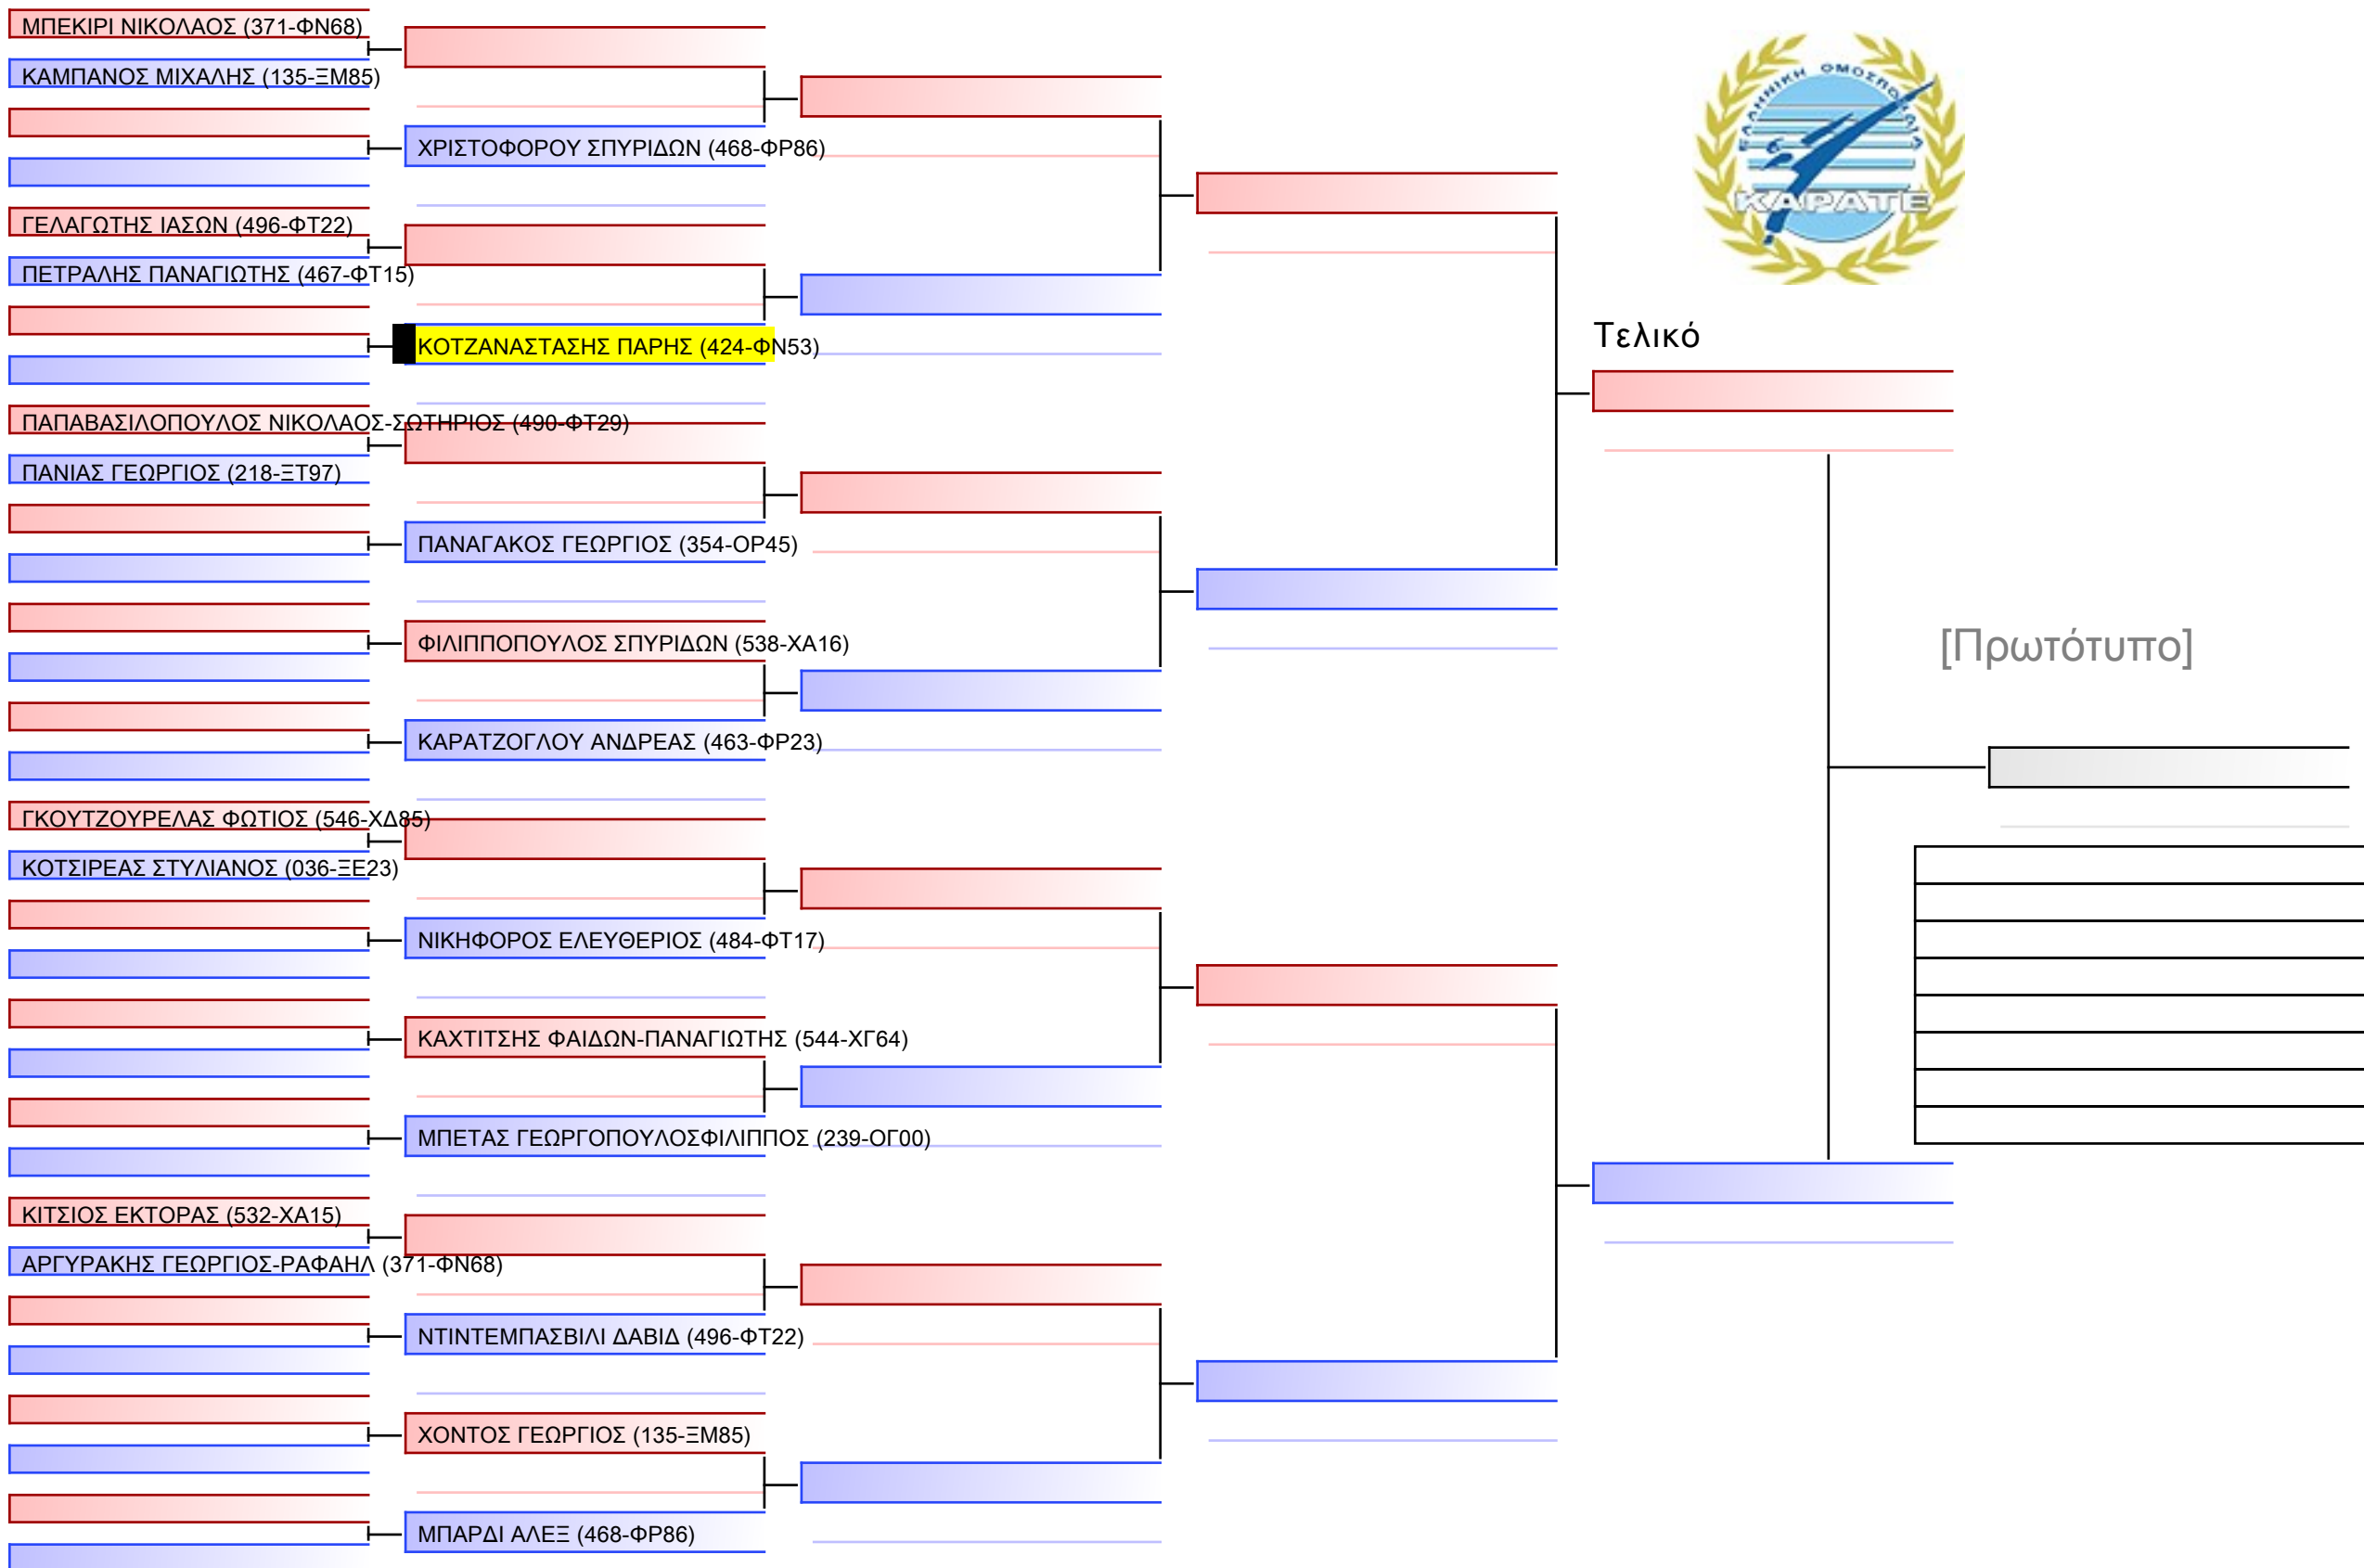 ΜΠΕΚΙΡΙ ΝΙΚΟΛΑΟΣ (371-ΦΝ68)
ΚΑΜΠΑΝΟΣ ΜΙΧΑΛΗΣ (135-ΞΜ85)
ΧΡΙΣΤΟΦΟΡΟΥ ΣΠΥΡΙΔΩΝ (468-ΦΡ86)
ΓΕΛΑΓΩΤΗΣ ΙΑΣΩΝ (496-ΦΤ22)
ΠΕΤΡΑΛΗΣ ΠΑΝΑΓΙΩΤΗΣ (467-ΦΤ15)
ΚΟΤΖΑΝΑΣΤΑΣΗΣ ΠΑΡΗΣ (424-ΦΝ53)
ΠΑΠΑΒΑΣΙΛΟΠΟΥΛΟΣ ΝΙΚΟΛΑΟΣ-ΣΩΤΗΡΙΟΣ (490-ΦΤ29)
ΠΑΝΙΑΣ ΓΕΩΡΓΙΟΣ (218-ΞΤ97)
ΠΑΝΑΓΑΚΟΣ ΓΕΩΡΓΙΟΣ (354-ΟΡ45)
ΦΙΛΙΠΠΟΠΟΥΛΟΣ ΣΠΥΡΙΔΩΝ (538-ΧΑ16)
ΚΑΡΑΤΖΟΓΛΟΥ ΑΝΔΡΕΑΣ (463-ΦΡ23)
ΓΚΟΥΤΖΟΥΡΕΛΑΣ ΦΩΤΙΟΣ (546-ΧΔ85)
ΚΟΤΣΙΡΕΑΣ ΣΤΥΛΙΑΝΟΣ (036-ΞΕ23)
ΝΙΚΗΦΟΡΟΣ ΕΛΕΥΘΕΡΙΟΣ (484-ΦΤ17)
ΚΑΧΤΙΤΣΗΣ ΦΑΙΔΩΝ-ΠΑΝΑΓΙΩΤΗΣ (544-ΧΓ64)
ΜΠΕΤΑΣ ΓΕΩΡΓΟΠΟΥΛΟΣΦΙΛΙΠΠΟΣ (239-ΟΓ00)
ΚΙΤΣΙΟΣ ΕΚΤΟΡΑΣ (532-ΧΑ15)
ΑΡΓΥΡΑΚΗΣ ΓΕΩΡΓΙΟΣ-ΡΑΦΑΗΛ (371-ΦΝ68)
ΝΤΙΝΤΕΜΠΑΣΒΙΛΙ ΔΑΒΙΔ (496-ΦΤ22)
ΧΟΝΤΟΣ ΓΕΩΡΓΙΟΣ (135-ΞΜ85)
ΜΠΑΡΔΙ ΑΛΕΞ (468-ΦΡ86)
ΕΛΛΗΝΙΚΗ ΟΜΟΣΠΟΝΔΙΑ
ΚΑΡΑΤΕ
Τελικό
[Πρωτότυπο]